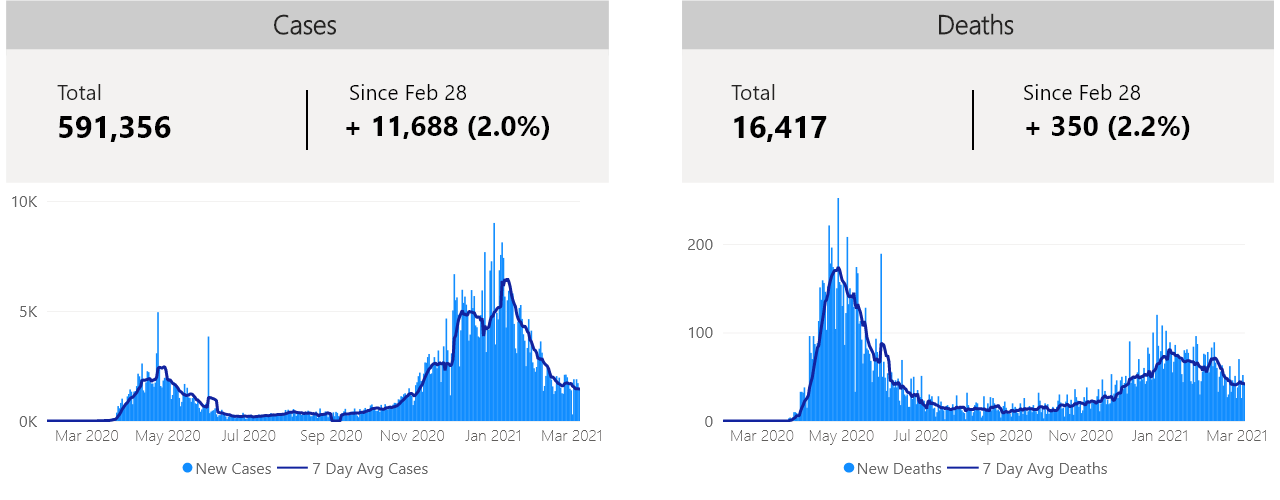 Cases
Total
Since Feb 28
591,356
+ 11,688 (2.0%)
10K
5K
0K
Mar 2020 May 2020 Jul 2020 Sep 2020 Nov 2020 Jan 2021 Mar 2021
New Cases 7 Day Avg Cases
Deaths
Total
Since Feb 28
16,417
+ 350 (2.2%)
200
100
0
Mar 2020 May 2020 Jul 2020 Sep 2020 Nov 2020 Jan 2021 Mar 2021
New Deaths 7 Day Avg Deaths